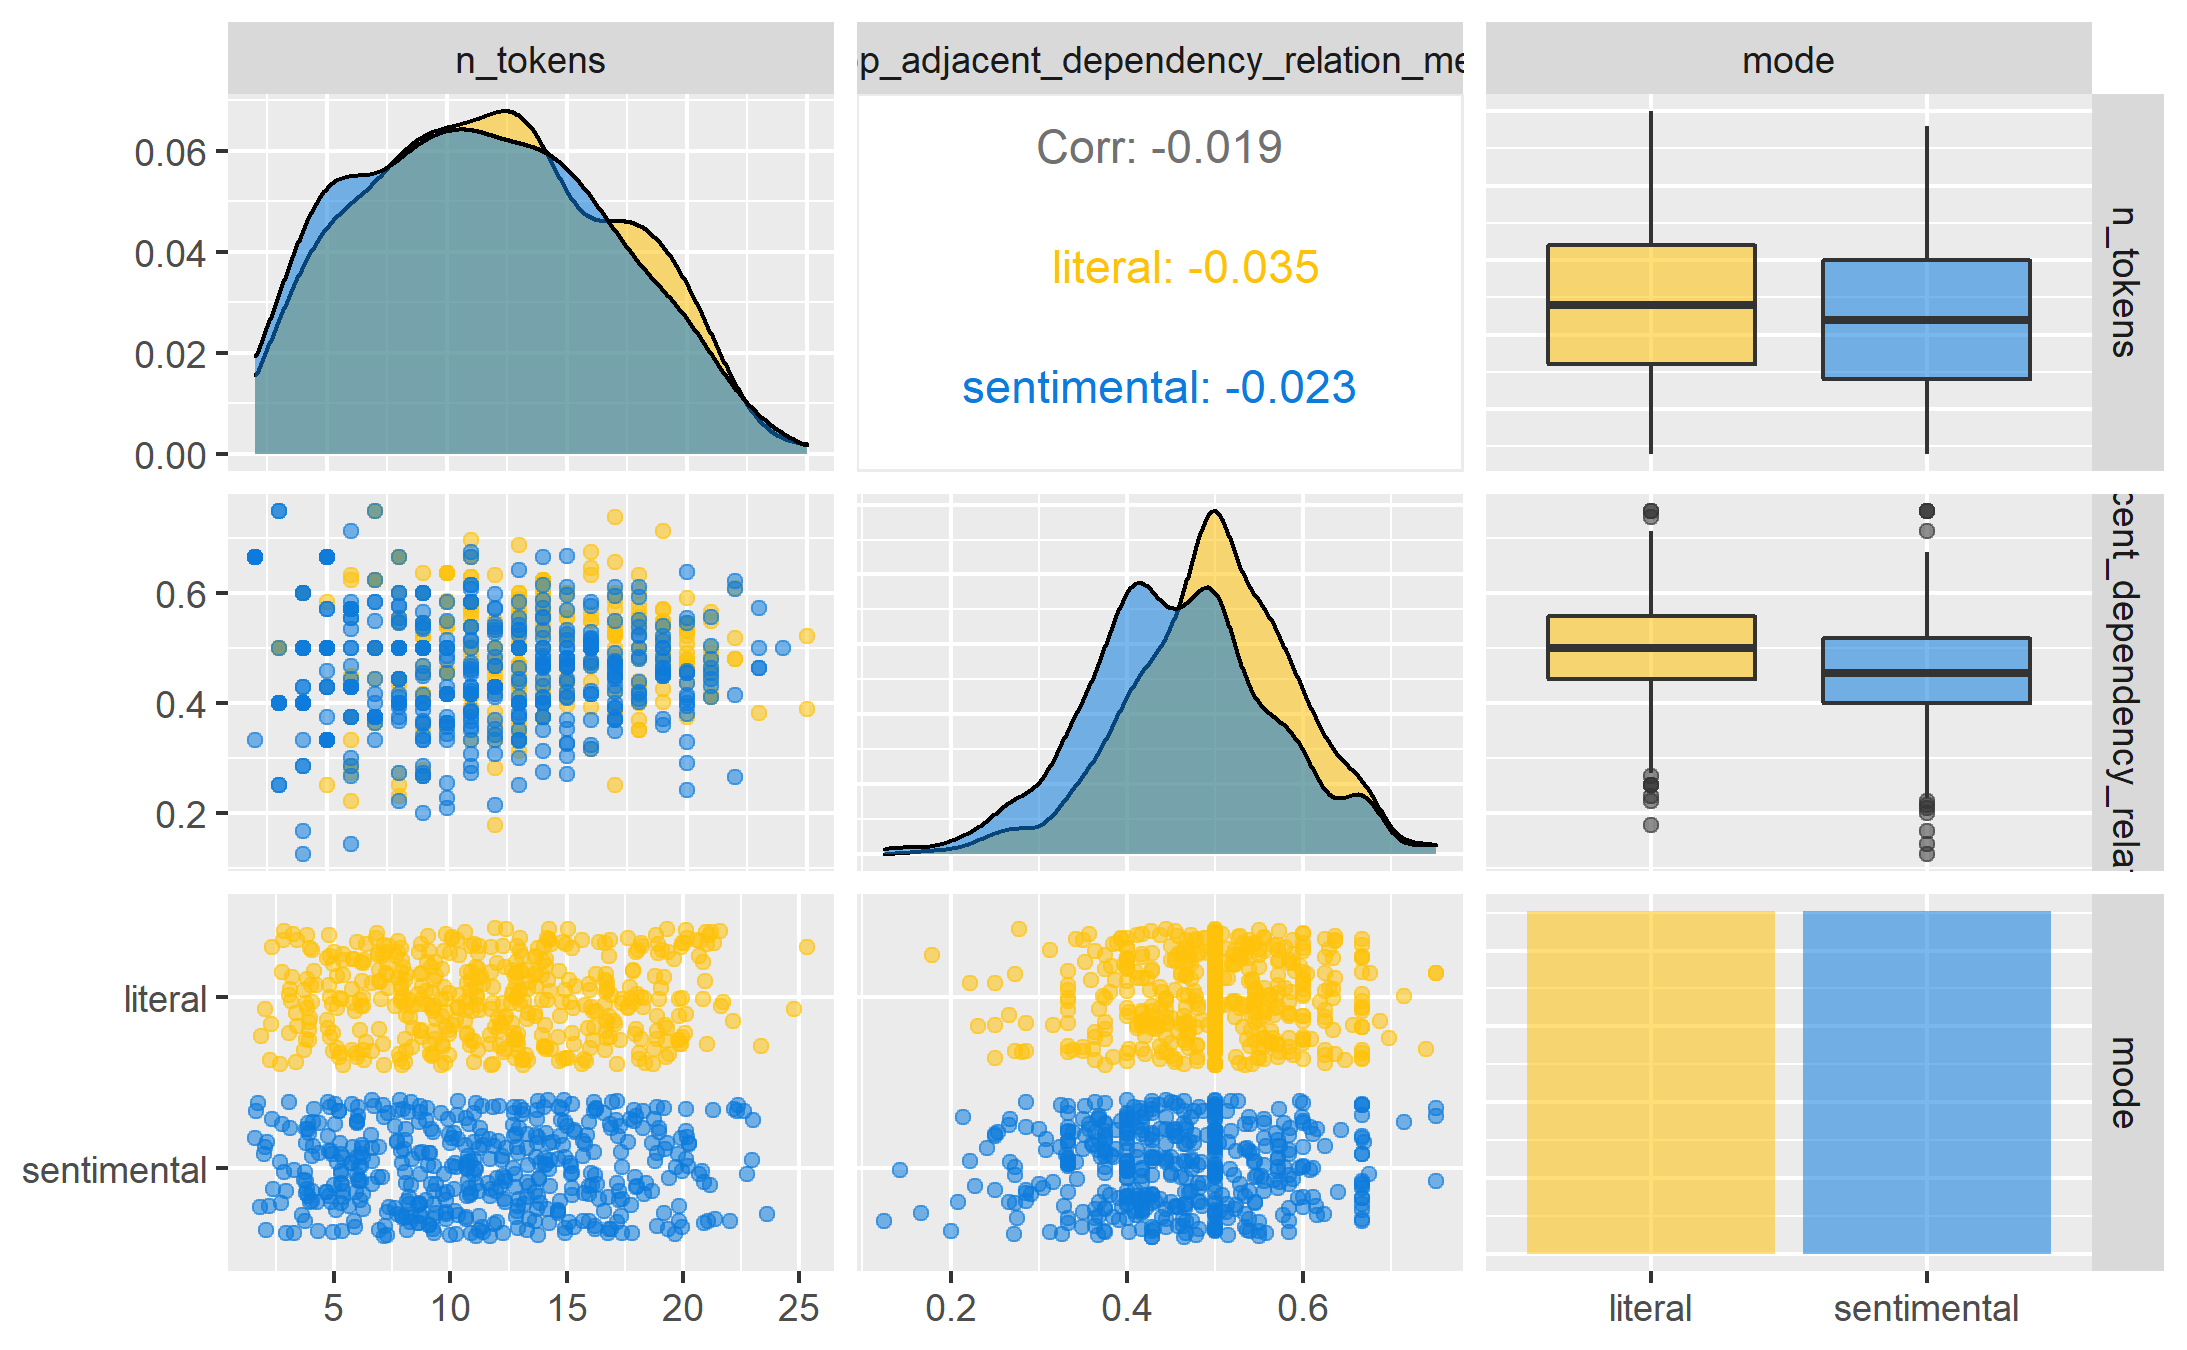 n_tokens
op_adjacent_dependency_relation_me
mode
0.06
0.04
0.02
0.00
Corr: -0.019
literal: -0.035
sentimental: -0.023
n_tokens
0.6
0.4
0.2
cent_dependency_rela
literal
sentimental
mode
5 10 15 20 25
0.2 0.4 0.6
literal sentimental